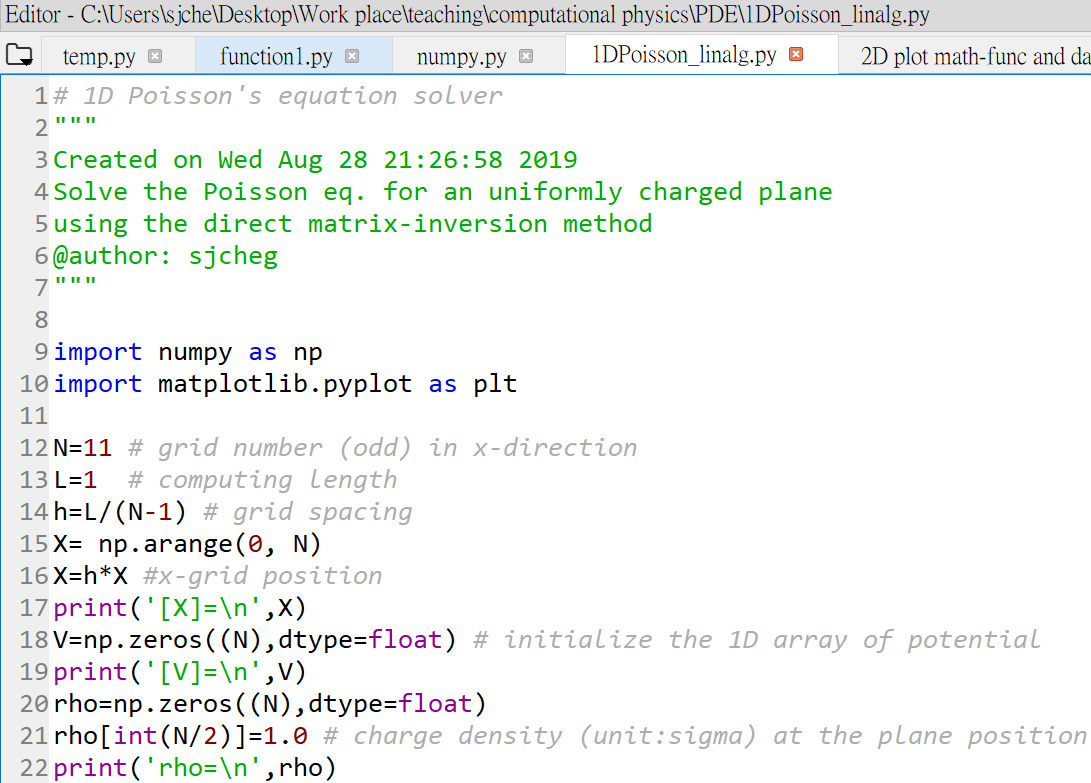 Editor - C:\Users\sjche\Desktop\Work place\teaching\computational physics\PDE\1DPoisson_linalg.py
temp.py function1.py numpy.py 1DPoisson_linalg.py 2D plot math-func and da
1 # 1D Poisson's equation solver
2 """
3 Created on Wed Aug 28 21:26:58 2019
4 Solve the Poisson eq. for an uniformly charged plane
5 using the direct matrix-inversion method
6 @author: sjcheg
7 """
8
9 import numpy as np
10 import matplotlib.pyplot as plt
11
12 N=11 # grid number (odd) in x-direction
13 L=1  # computing length
14 h=L/(N-1) # grid spacing
15 X= np.arange(0, N)
16 X=h*X #x-grid position
17 print('[X]=\n',X)
18 V=np.zeros((N),dtype=float) # initialize the 1D array of potential
19 print('[V]=\n',V)
20 rho=np.zeros((N),dtype=float)
21 rho[int(N/2)]=1.0 # charge density (unit:sigma) at the plane position
22 print('rho=\n',rho)